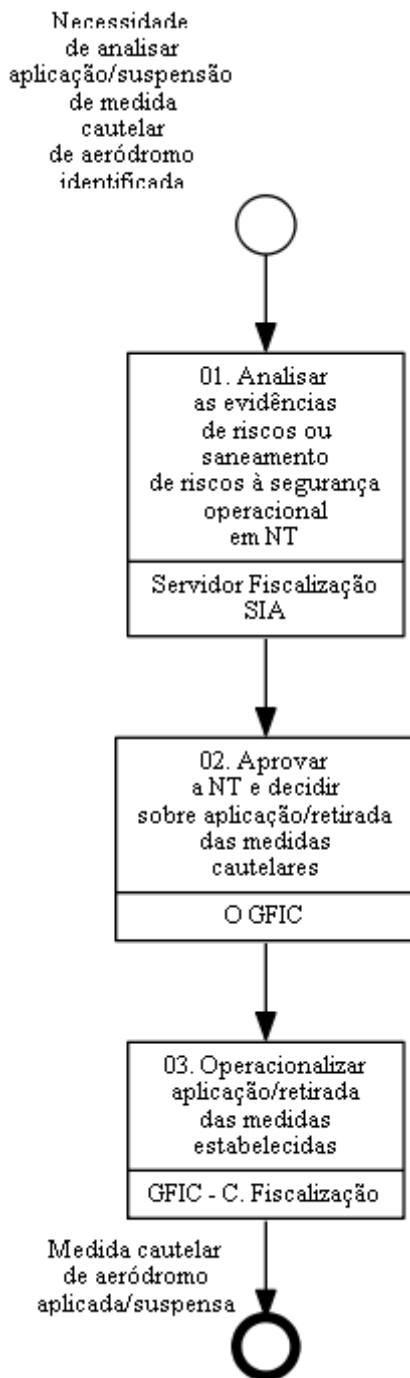 Necessidade
de analisar
aplicação/suspensão
de medida
cautelar
de aeródromo
identificada
01. Analisar
as evidências
de riscos ou
saneamento
de riscos à segurança
operacional
em NT
Servidor Fiscalização
SIA
02. Aprovar
a NT e decidir
sobre aplicação/retirada
das medidas
cautelares
O GFIC
03. Operacionalizar
aplicação/retirada
das medidas
estabelecidas
GFIC - C. Fiscalização
Medida cautelar
de aeródromo
aplicada/suspensa